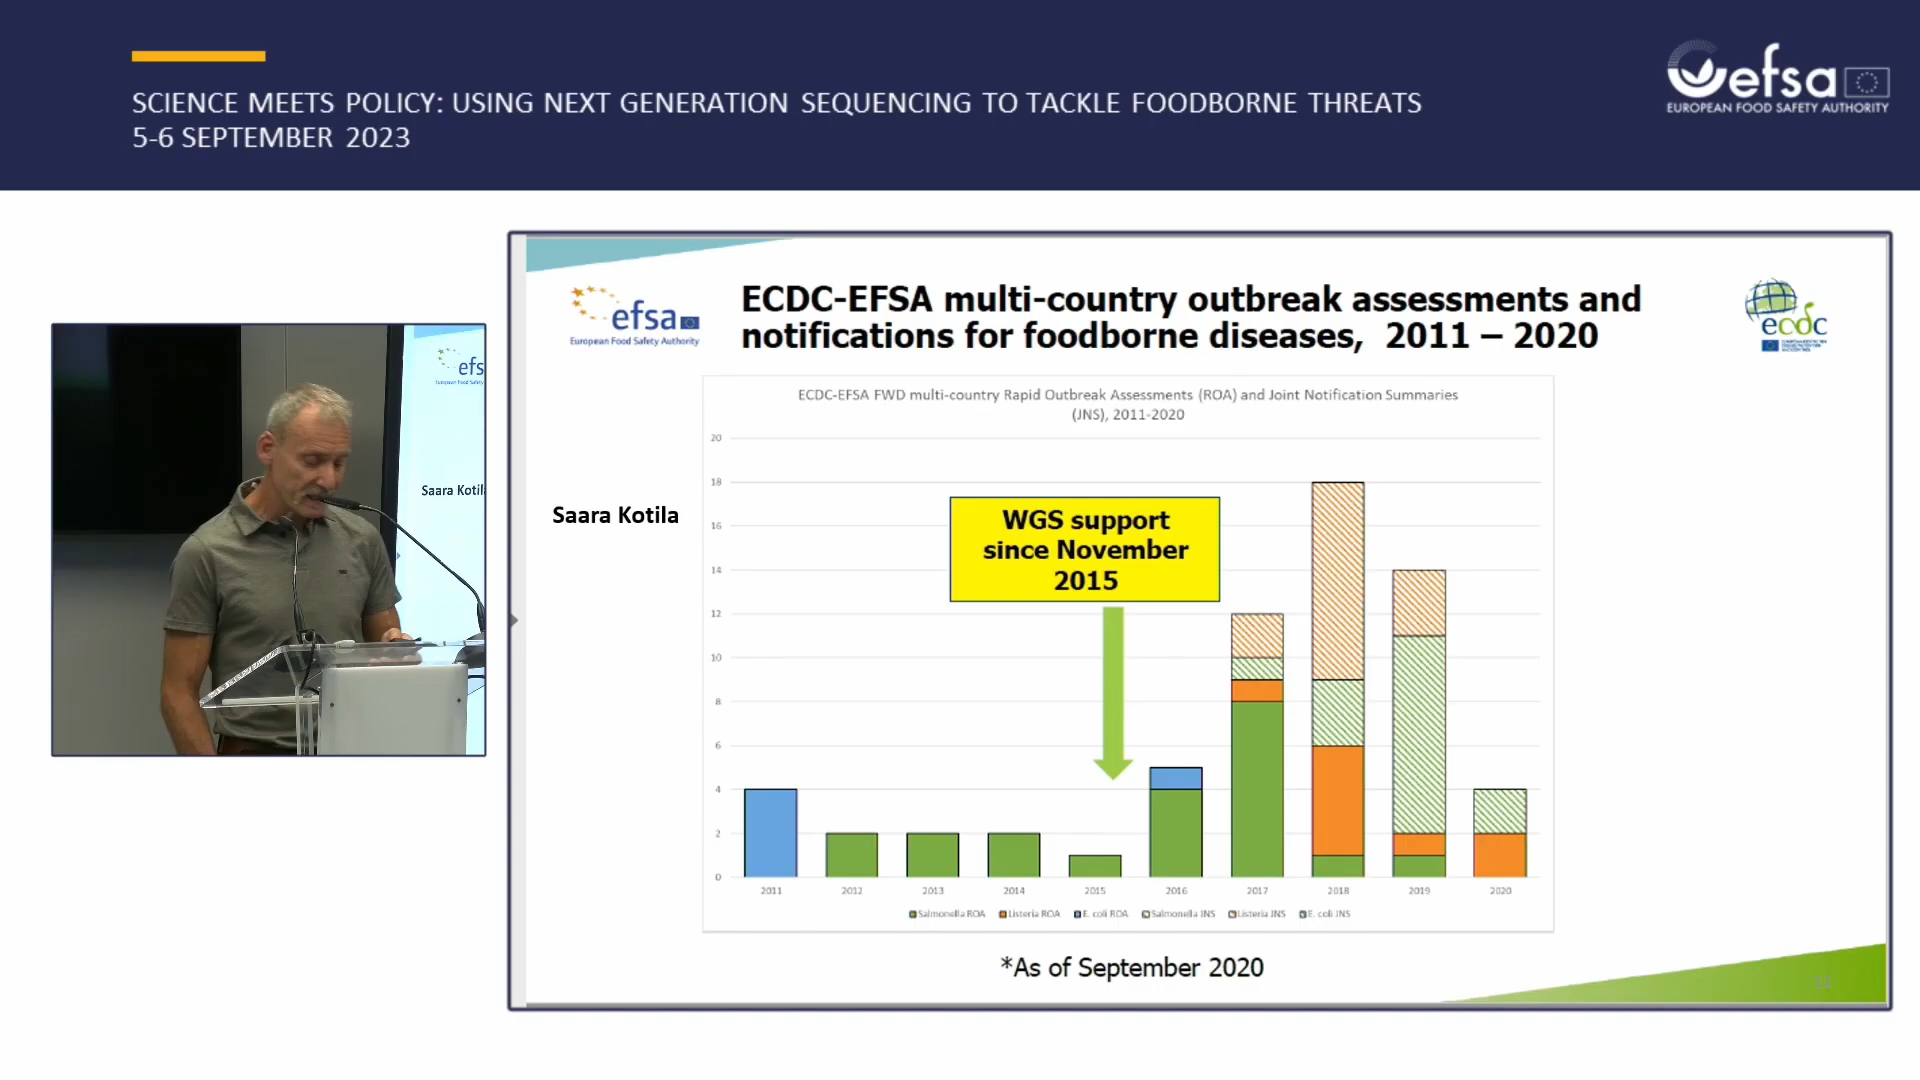 SCIENCE MEETS POLICY: USING NEXT GENERATION SEQUENCING TO TACKLE FOODBORNE THREATS
5-6 SEPTEMBER 2023
efsa
EUROPEAN FOOD SAFETY AUTHORITY
efs
European Food Safety
Saara Kotil
efsa
European Food Safety Authority
ECDC-EFSA multi-country outbreak assessments and
notifications for foodborne diseases, 2011 – 2020
ecdc
Saara Kotila
ECDC-EFSA FWD multi-country Rapid Outbreak Assessments (ROA) and Joint Notification Summaries
(JNS), 2011-2020
20
18
16
14
12
10
8
6
4
2
0
WGS support
since November
2015
2011 2012 2013 2014 2015 2016 2017 2018 2019 2020
Salmonella ROA Listeria ROA E. coli ROA Salmonella JNS Listeria JNS E. coli JNS
*As of September 2020